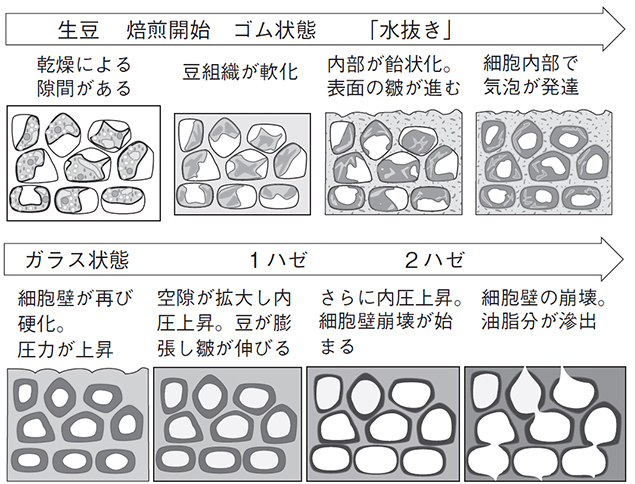 生豆　焙煎開始　ゴム状態　「水抜き」
乾燥による
隙間がある
豆組織が軟化
内部が飴状化。
表面の皺が進む
細胞内部で
気泡が発達
ガラス状態　１ハゼ　２ハゼ
細胞壁が再び
硬化。
圧力が上昇
空隙が拡大し内
圧上昇。豆が膨
張し皺が伸びる
さらに内圧上昇。
細胞壁崩壊が始
まる
細胞壁の崩壊。
油脂分が滲出